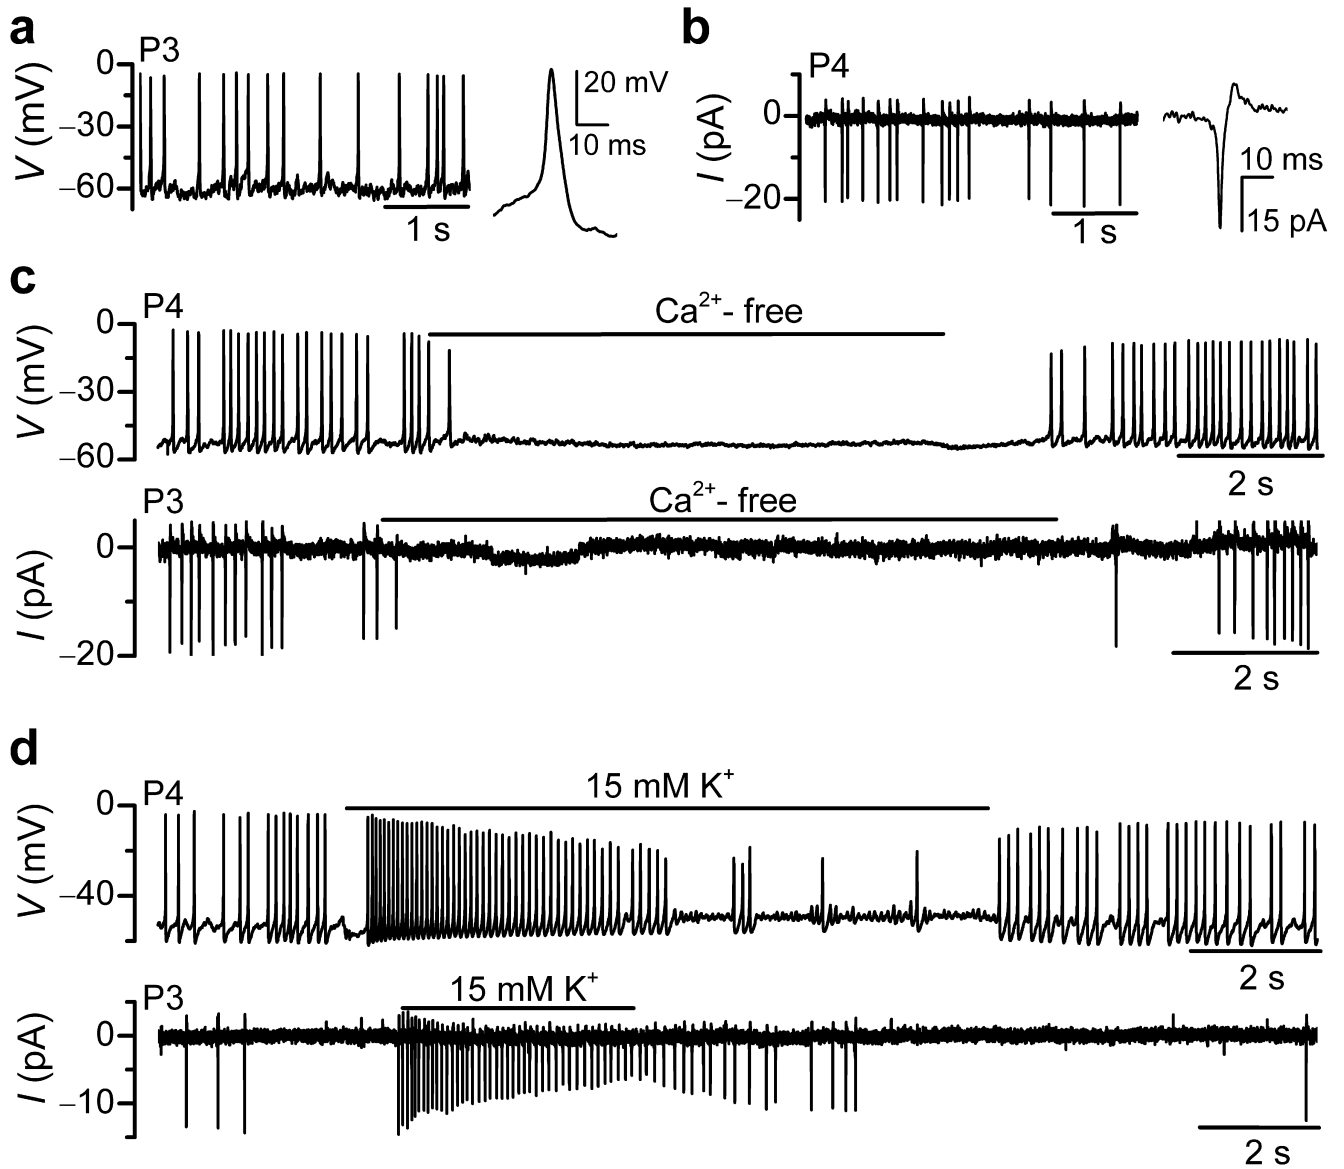 a
P3
0
−30
−60
V (mV)
1 s
20 mV
10 ms
b
P4
0
−20
I (pA)
1 s
10 ms
15 pA
c
P4
Ca²⁺- free
0
−30
−60
V (mV)
2 s
P3
Ca²⁺- free
0
−20
I (pA)
2 s
d
P4
15 mM K⁺
0
−40
V (mV)
2 s
P3
15 mM K⁺
0
−10
I (pA)
2 s